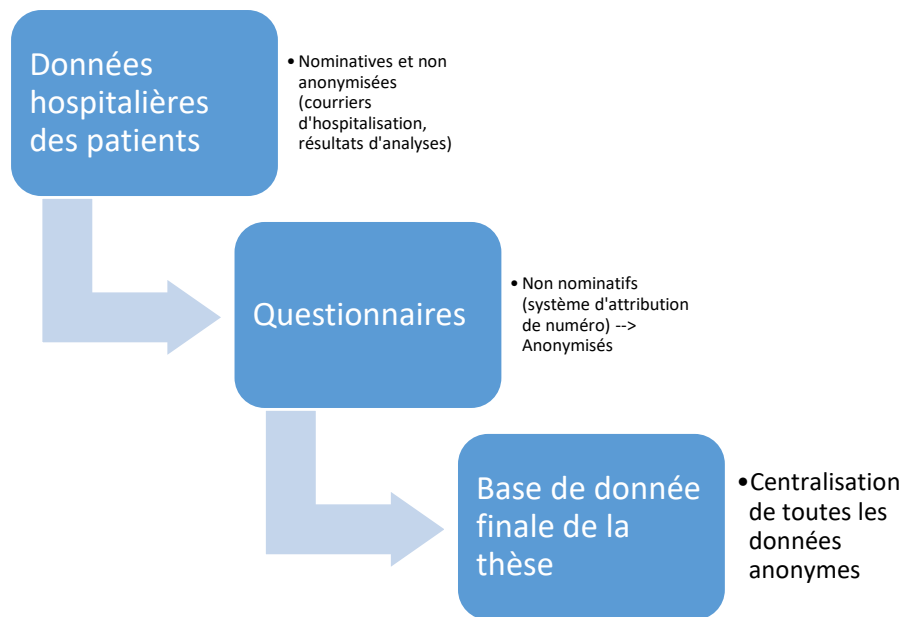 Données
hospitalières
des patients
•Nominatives et non
anonymisées
(courriers
d'hospitalisation,
résultats d'analyses)
Questionnaires
•Non nominatifs
(système d'attribution
de numéro) -->
Anonymisés
Base de donnée
finale de la
thèse
•Centralisation
de toutes les
données
anonymes